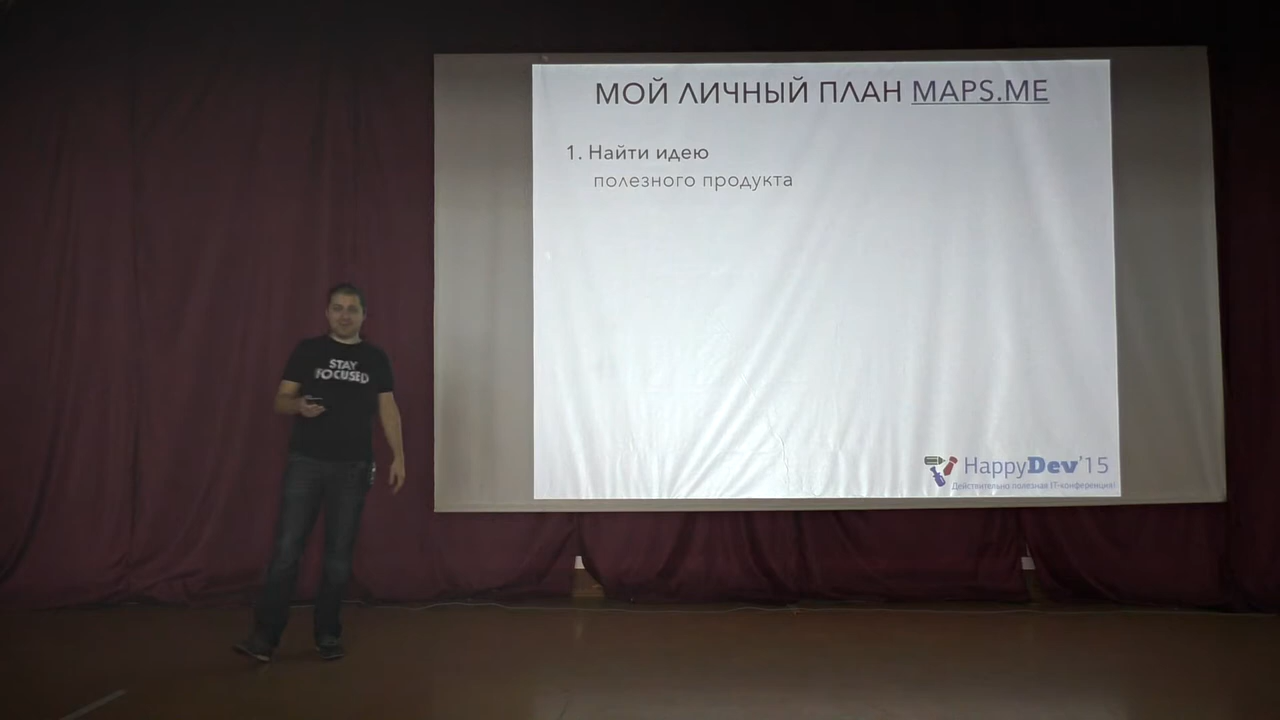 МОЙ ЛИЧНЫЙ ПЛАН MAPS.ME
1. Найти идею
полезного продукта
STAY
FOCUSED
HappyDev'15
Действительно полезная IT-конференция!